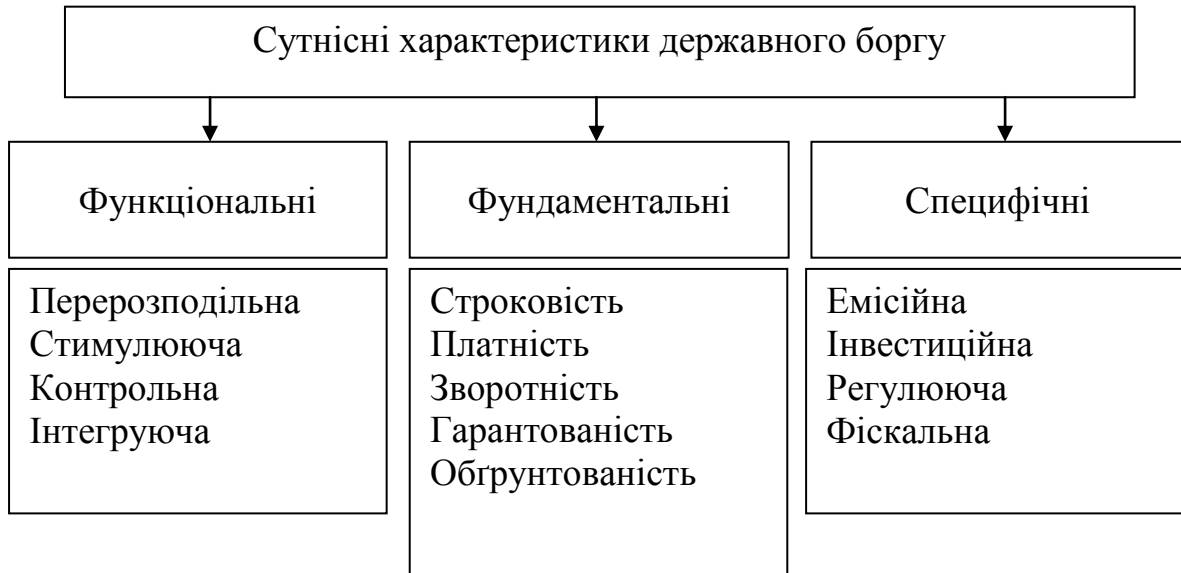 Сутнісні характеристики державного боргу
Функціональні
Фундаментальні
Специфічні
Перерозподільна
Стимулююча
Контрольна
Інтегруюча
Строковість
Платність
Зворотність
Гарантованість
Обґрунтованість
Емісійна
Інвестиційна
Регулююча
Фіскальна